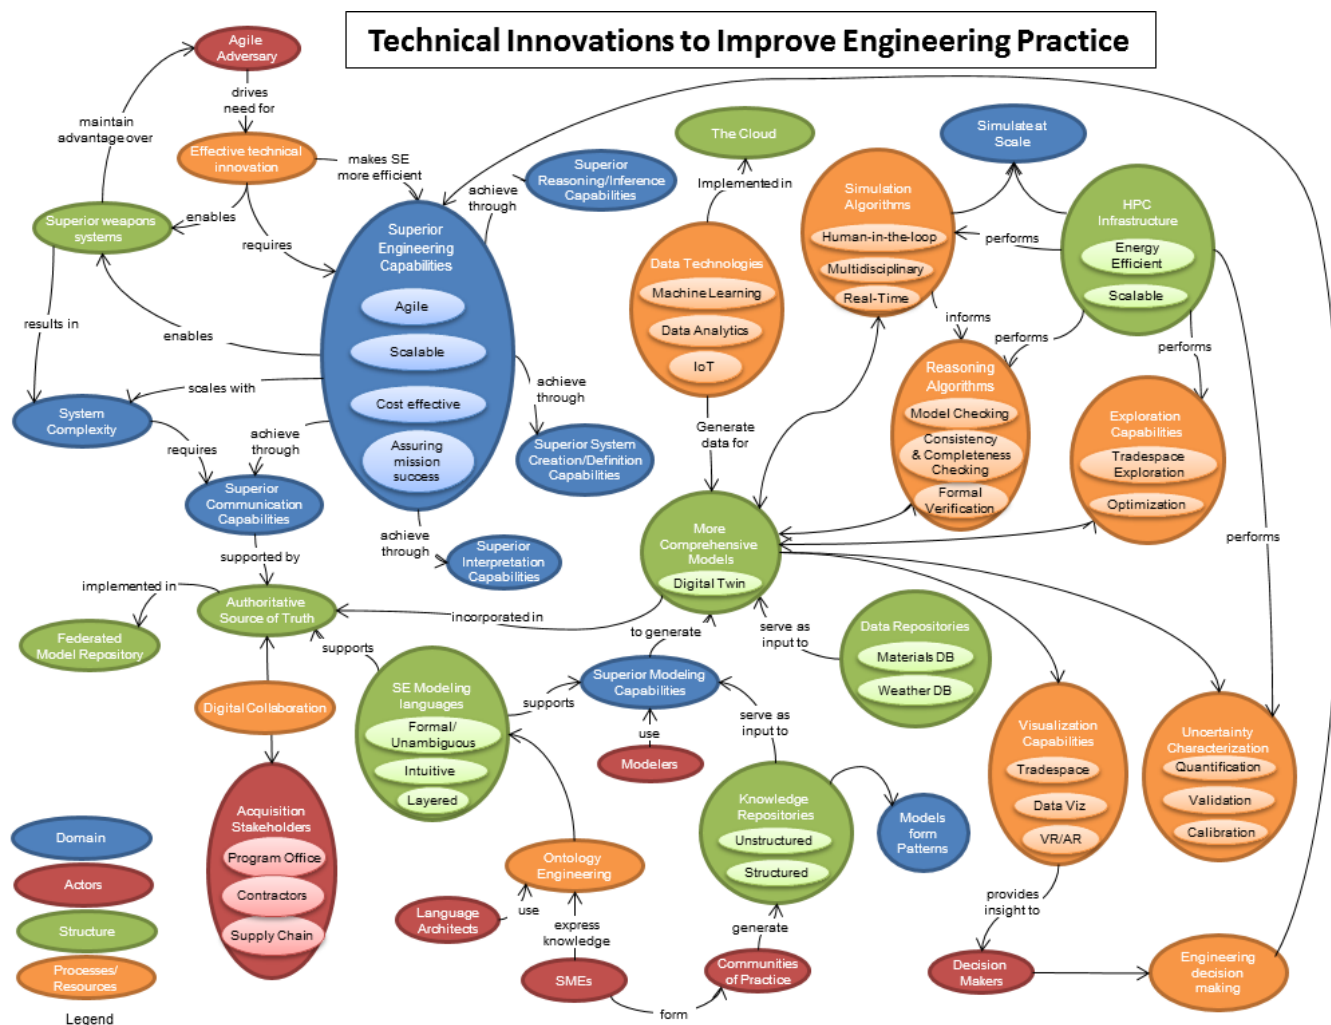 Technical Innovations to Improve Engineering Practice
Agile
Adversary
drives
need for
maintain
advantage over
Effective technical
innovation
makes SE
more efficient
enables
requires
Superior weapons
systems
results in
enables
scales with
System
Complexity
requires
achieve
through
Superior
Engineering
Capabilities
Agile
Scalable
Cost effective
Assuring
mission
success
achieve
through
Superior
Reasoning/Inference
Capabilities
achieve
through
Superior System
Creation/Definition
Capabilities
achieve
through
Superior
Interpretation
Capabilities
Superior
Communication
Capabilities
supported by
implemented in
Authoritative
Source of Truth
Federated
Model Repository
supports
incorporated in
Digital Collaboration
Acquisition
Stakeholders
Program Office
Contractors
Supply Chain
The Cloud
Implemented in
Data Technologies
Machine Learning
Data Analytics
IoT
Generate
data for
Simulation
Algorithms
Human-in-the-loop
Multidisciplinary
Real-Time
Simulate at
Scale
HPC
Infrastructure
Energy
Efficient
Scalable
performs
informs
performs
performs
performs
Reasoning
Algorithms
Model Checking
Consistency
& Completeness
Checking
Formal
Verification
Exploration
Capabilities
Tradespace
Exploration
Optimization
More
Comprehensive
Models
Digital Twin
to generate
serve as
input to
Data Repositories
Materials DB
Weather DB
SE Modeling
languages
Formal/
Unambiguous
Intuitive
Layered
supports
Superior Modeling
Capabilities
use
Modelers
serve as
input to
Knowledge
Repositories
Unstructured
Structured
Models
form
Patterns
Visualization
Capabilities
Tradespace
Data Viz
VR/AR
Uncertainty
Characterization
Quantification
Validation
Calibration
provides
insight to
Decision
Makers
Engineering
decision
making
Ontology
Engineering
Language
Architects
use
express
knowledge
SMEs
form
generate
Communities
of Practice
Domain
Actors
Structure
Processes/
Resources
Legend